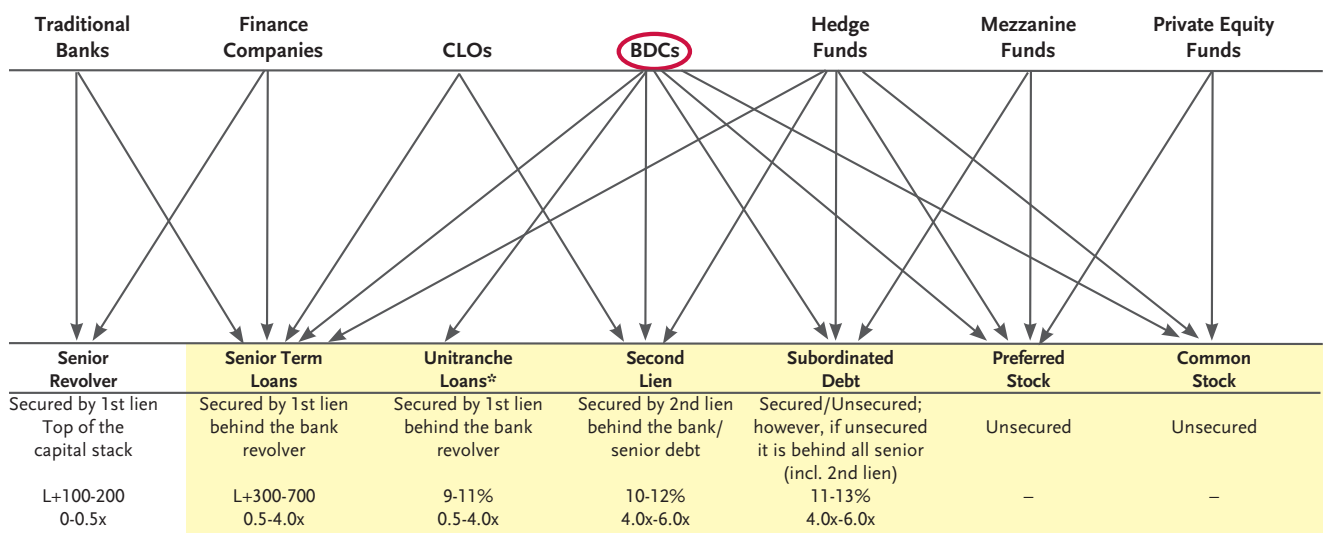 Traditional
Banks
Finance
Companies
CLOs
BDCs
Hedge
Funds
Mezzanine
Funds
Private Equity
Funds
Senior
Revolver
Senior Term
Loans
Unitranche
Loans*
Second
Lien
Subordinated
Debt
Preferred
Stock
Common
Stock
Secured by 1st lien
Top of the
capital stack
Secured by 1st lien
behind the bank
revolver
Secured by 1st lien
behind the bank
revolver
Secured by 2nd lien
behind the bank/
senior debt
Secured/Unsecured;
however, if unsecured
it is behind all senior
(incl. 2nd lien)
Unsecured
Unsecured
L+100-200
L+300-700
9-11%
10-12%
11-13%
–
–
0-0.5x
0.5-4.0x
0.5-4.0x
4.0x-6.0x
4.0x-6.0x